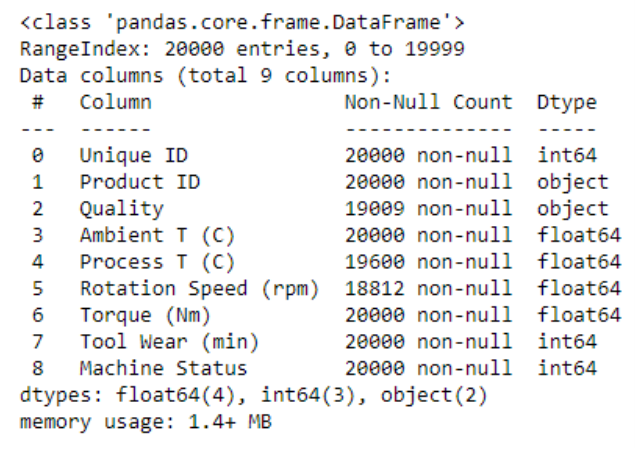 <class 'pandas.core.frame.DataFrame'>
RangeIndex: 20000 entries, 0 to 19999
Data columns (total 9 columns):
 #   Column                Non-Null Count  Dtype
---  ------                --------------  -----
 0   Unique ID             20000 non-null  int64
 1   Product ID            20000 non-null  object
 2   Quality               19009 non-null  object
 3   Ambient T (C)         20000 non-null  float64
 4   Process T (C)         19600 non-null  float64
 5   Rotation Speed (rpm)  18812 non-null  float64
 6   Torque (Nm)           20000 non-null  float64
 7   Tool Wear (min)       20000 non-null  int64
 8   Machine Status        20000 non-null  int64
dtypes: float64(4), int64(3), object(2)
memory usage: 1.4+ MB